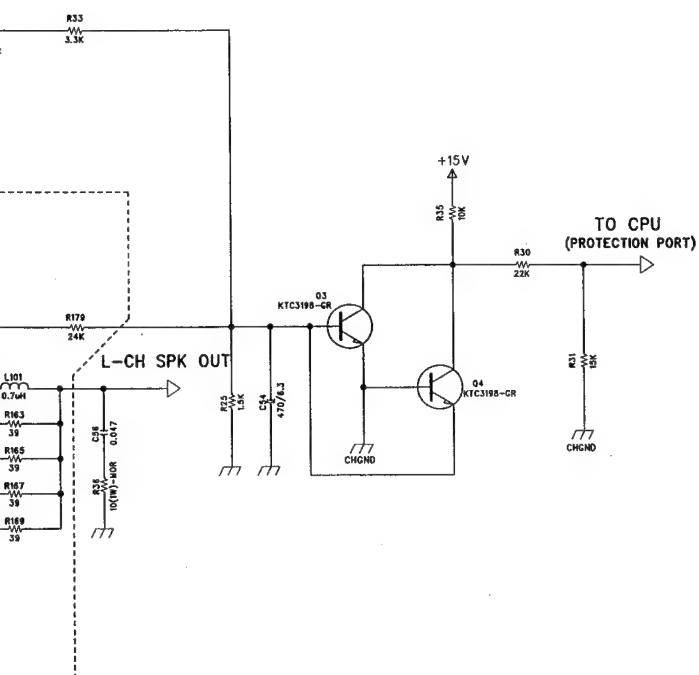 R33
3.3K
+15V
R35
10K
TO CPU
(PROTECTION PORT)
R30
22K
Q3
KTC3198-GR
R179
24K
L-CH SPK OUT
L101
0.7uH
R163
39
C56
0.047
R25
1.5K
C54
470/6.3
Q4
KTC3198-GR
R31
15K
CHGND
CHGND
R165
39
R167
39
R36
10(1W)-MOR
R169
39